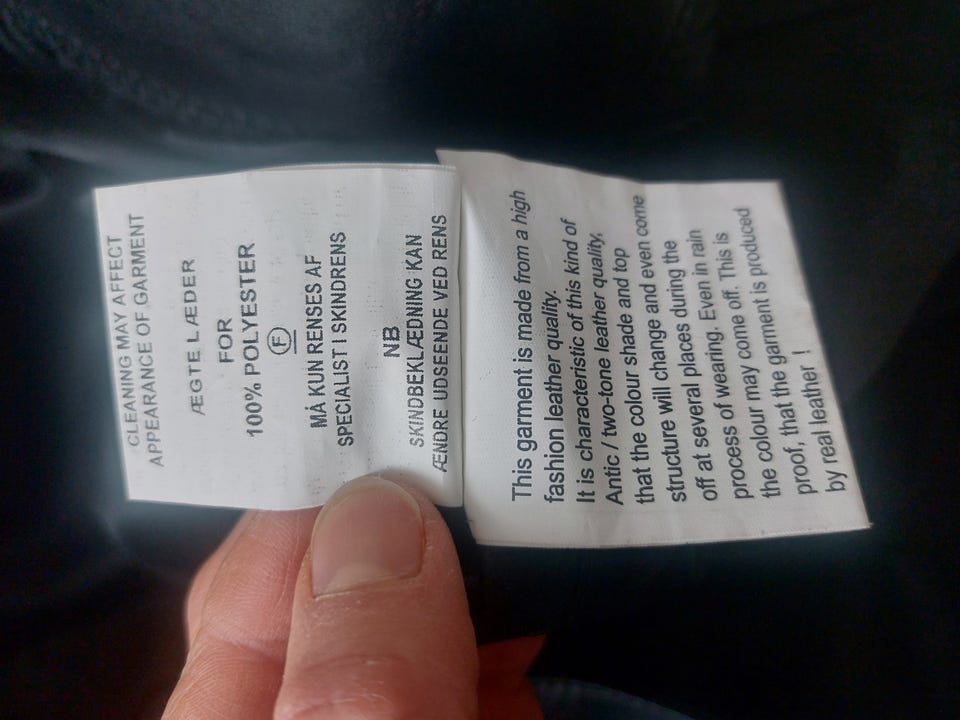 CLEANING MAY AFFECT
APPEARANCE OF GARMENT
ÆGTE LÆDER
FOR
100% POLYESTER
F
MÅ KUN RENSES AF
SPECIALIST I SKINDRENS
NB
SKINDBEKLÆDNING KAN
ÆNDRE UDSEENDE VED RENS
This garment is made from a high
fashion leather quality.
It is characteristic of this kind of
Antic / two-tone leather quality,
that the colour shade and top
structure will change and even come
off at several places during the
process of wearing. Even in rain
the colour may come off. This is
proof, that the garment is produced
by real leather !